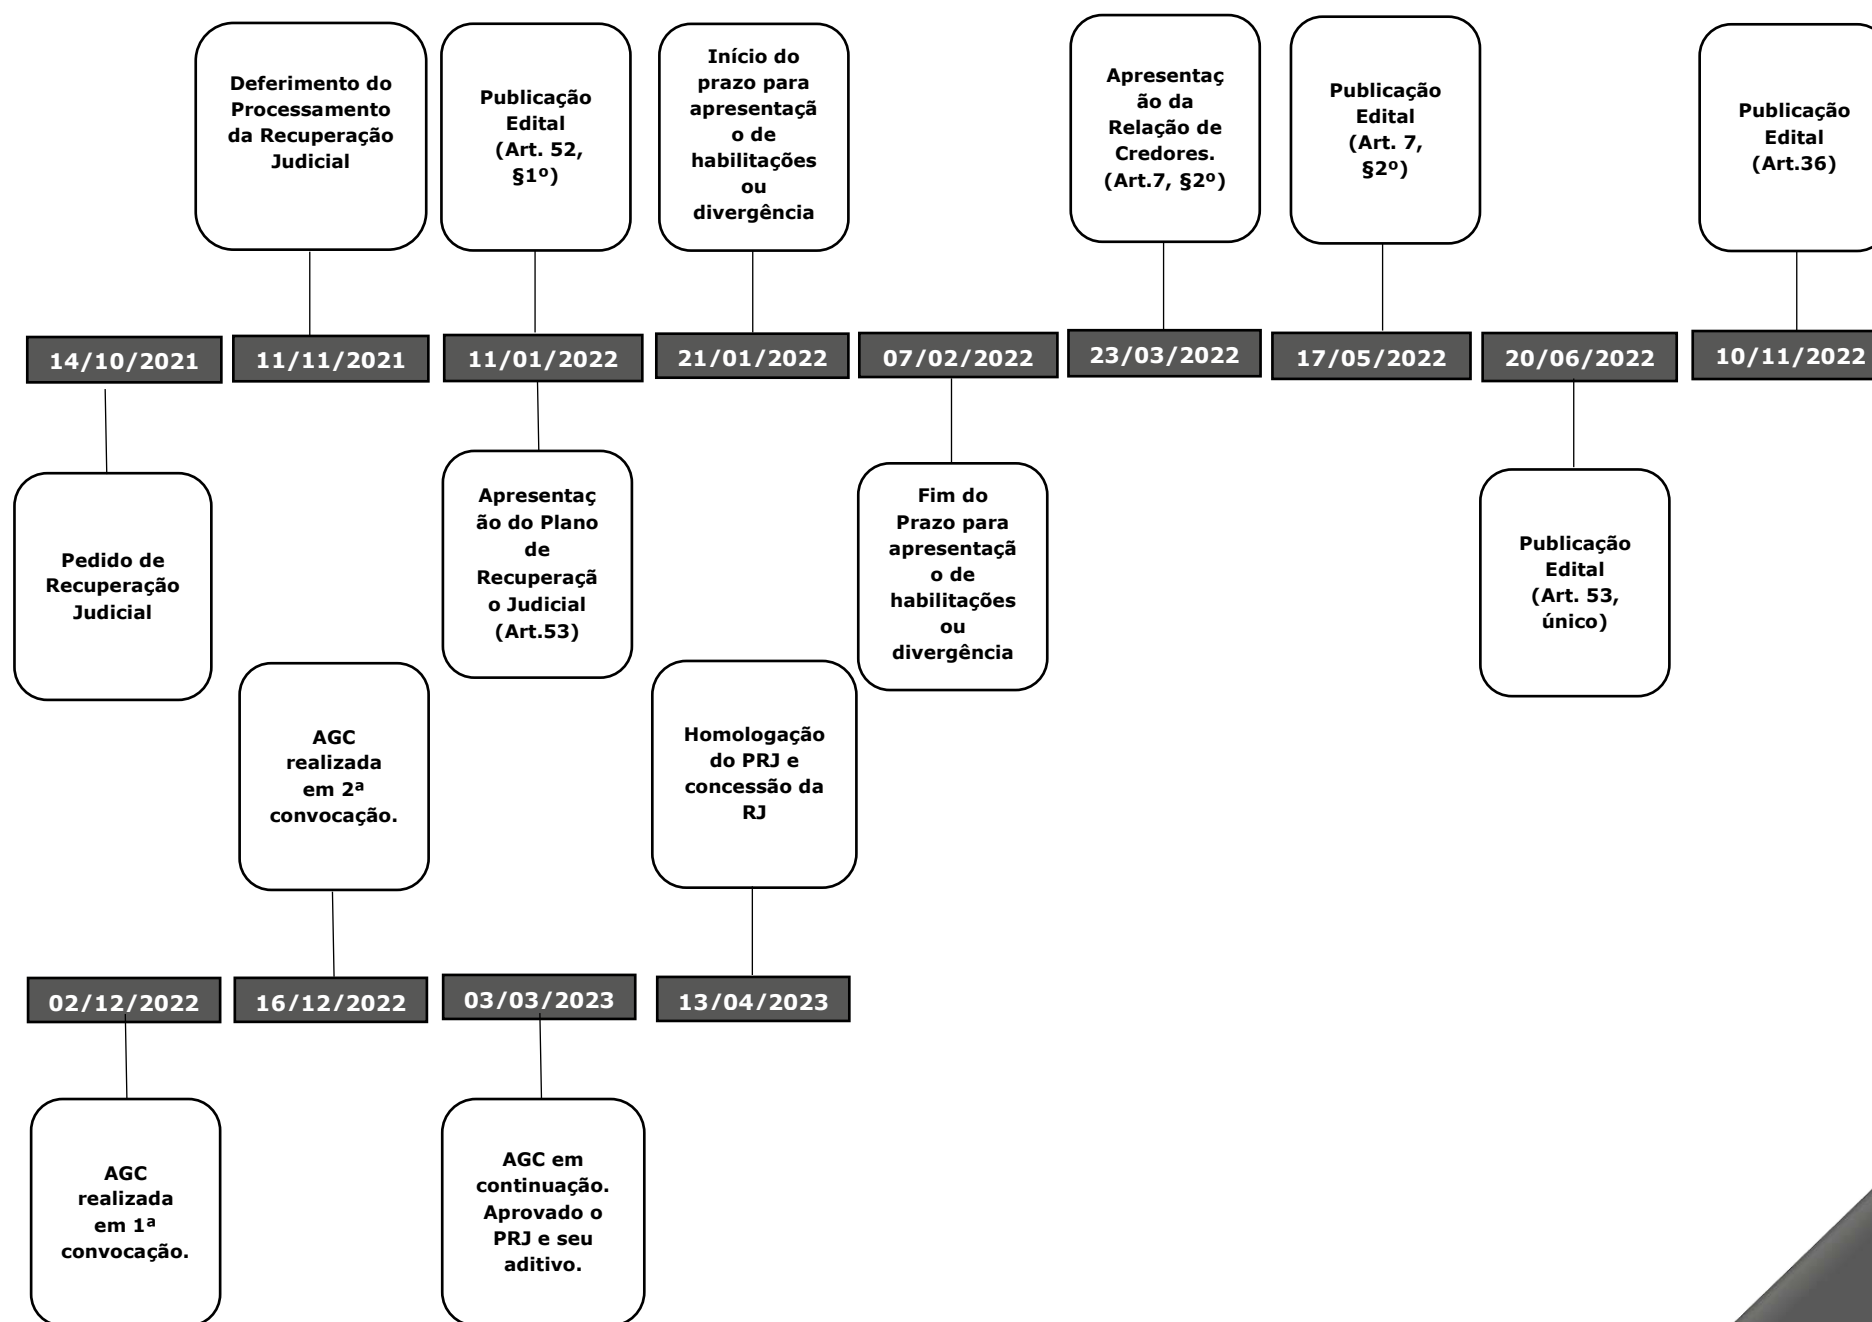 Deferimento do
Processamento
da Recuperação
Judicial
Publicação
Edital
(Art. 52,
§1º)
Início do
prazo para
apresentaçã
o de
habilitações
ou
divergência
Apresentaç
ão da
Relação de
Credores.
(Art.7, §2º)
Publicação
Edital
(Art. 7,
§2º)
Publicação
Edital
(Art.36)
14/10/2021
11/11/2021
11/01/2022
21/01/2022
07/02/2022
23/03/2022
17/05/2022
20/06/2022
10/11/2022
Pedido de
Recuperação
Judicial
Apresentaç
ão do Plano
de
Recuperaçã
o Judicial
(Art.53)
Fim do
Prazo para
apresentaçã
o de
habilitações
ou
divergência
Publicação
Edital
(Art. 53,
único)
AGC
realizada
em 2ª
convocação.
Homologação
do PRJ e
concessão da
RJ
02/12/2022
16/12/2022
03/03/2023
13/04/2023
AGC
realizada
em 1ª
convocação.
AGC em
continuação.
Aprovado o
PRJ e seu
aditivo.